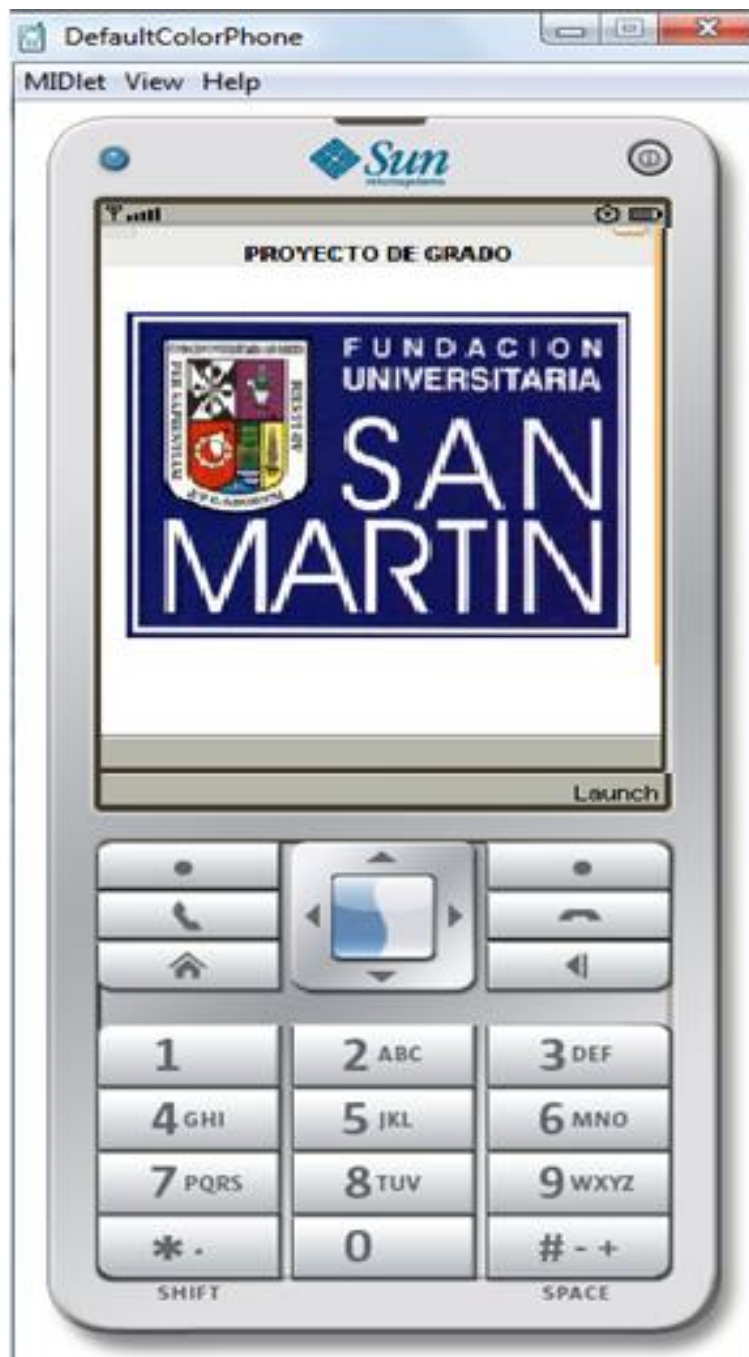 DefaultColorPhone
MIDlet View Help
Sun
PROYECTO DE GRADO
FUNDACION
UNIVERSITARIA
SAN
MARTIN
Launch
1
2 ABC
3 DEF
4 GHI
5 JKL
6 MNO
7 PQRS
8 TUV
9 WXYZ
* .
0
# - +
SHIFT
SPACE